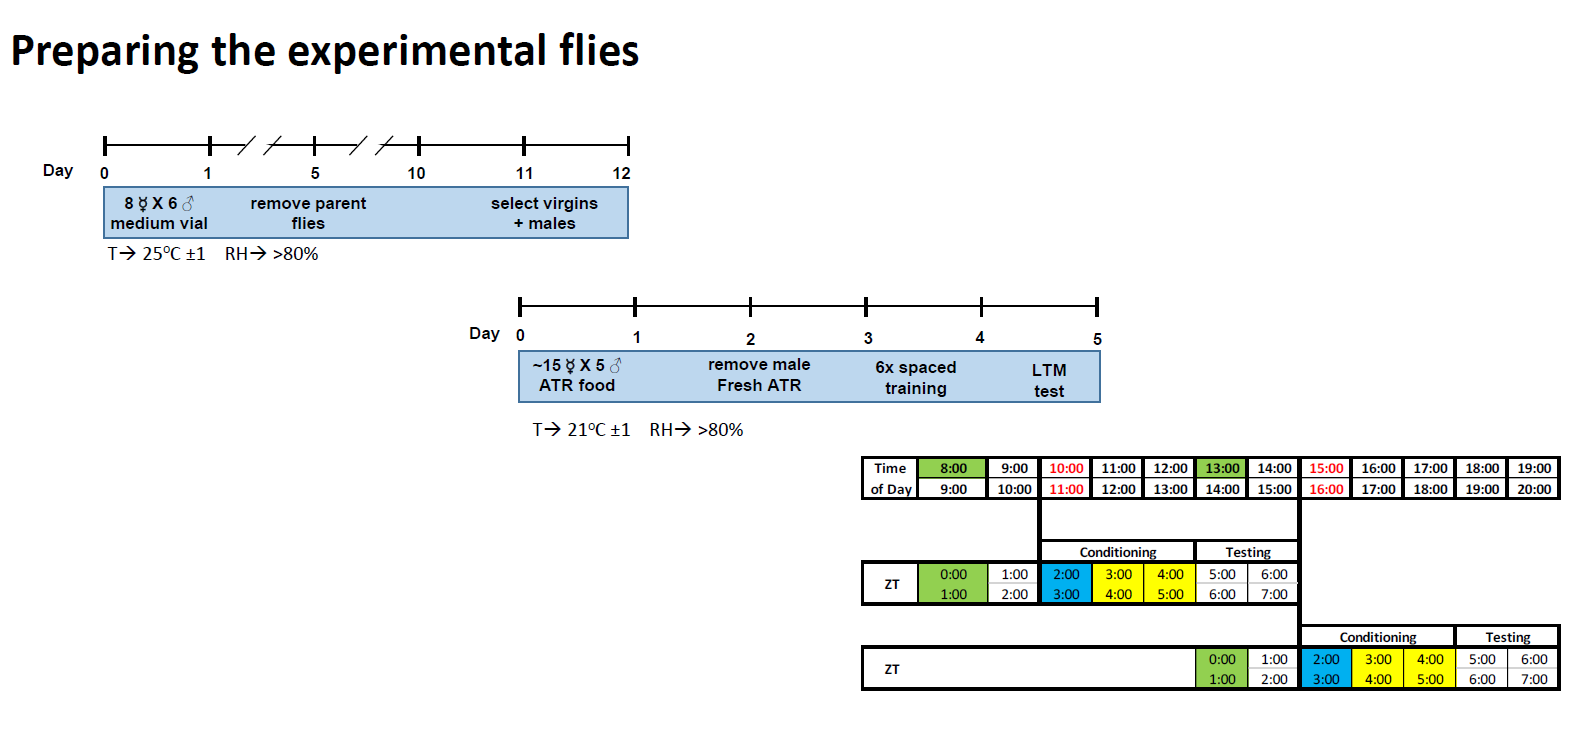 Preparing the experimental flies
Day 0 1 5 10 11 12
8 ☿ X 6 ♂ remove parent select virgins
medium vial flies + males
T→ 25°C ±1 RH→ >80%
Day 0 1 2 3 4 5
~15 ☿ X 5 ♂ remove male 6x spaced LTM
ATR food Fresh ATR training test
T→ 21°C ±1 RH→ >80%
Time 8:00 9:00 10:00 11:00 12:00 13:00 14:00 15:00 16:00 17:00 18:00 19:00
of Day 9:00 10:00 11:00 12:00 13:00 14:00 15:00 16:00 17:00 18:00 19:00 20:00
Conditioning Testing
ZT 0:00 1:00 2:00 3:00 4:00 5:00 6:00
1:00 2:00 3:00 4:00 5:00 6:00 7:00
Conditioning Testing
ZT 0:00 1:00 2:00 3:00 4:00 5:00 6:00
1:00 2:00 3:00 4:00 5:00 6:00 7:00